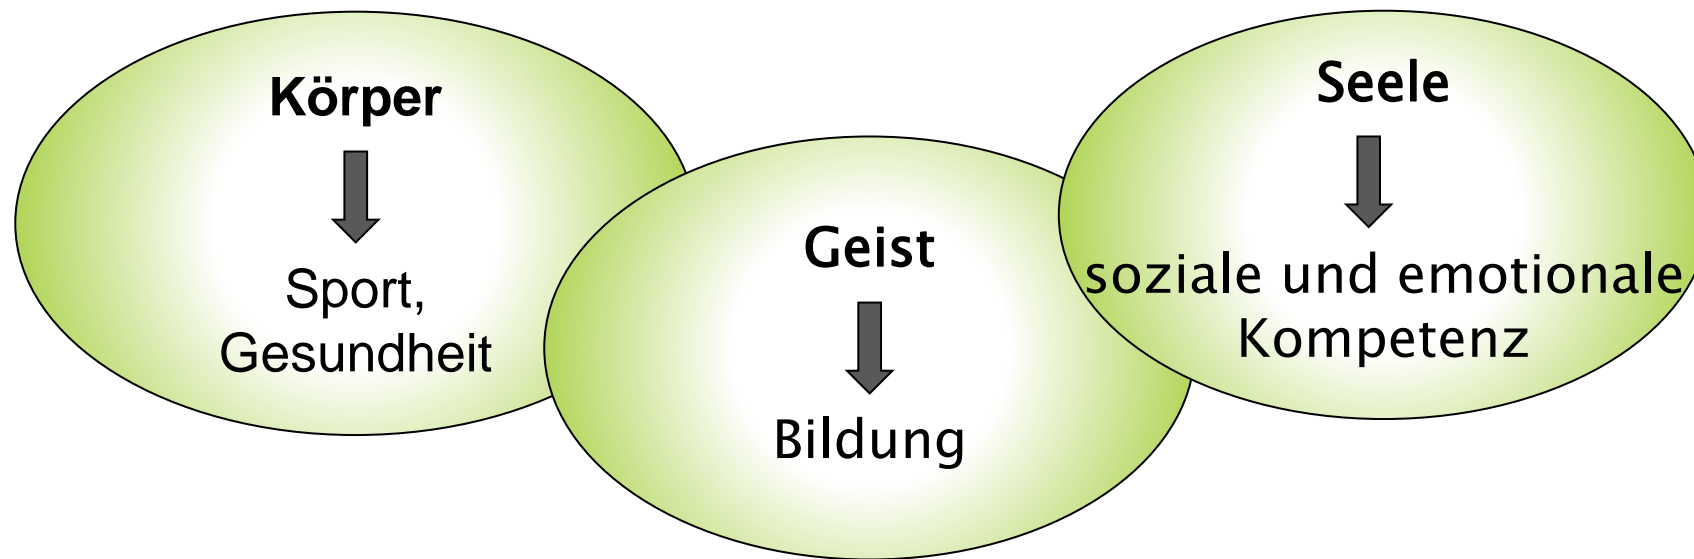 Körper
Sport,
Gesundheit
Geist
Bildung
Seele
soziale und emotionale
Kompetenz